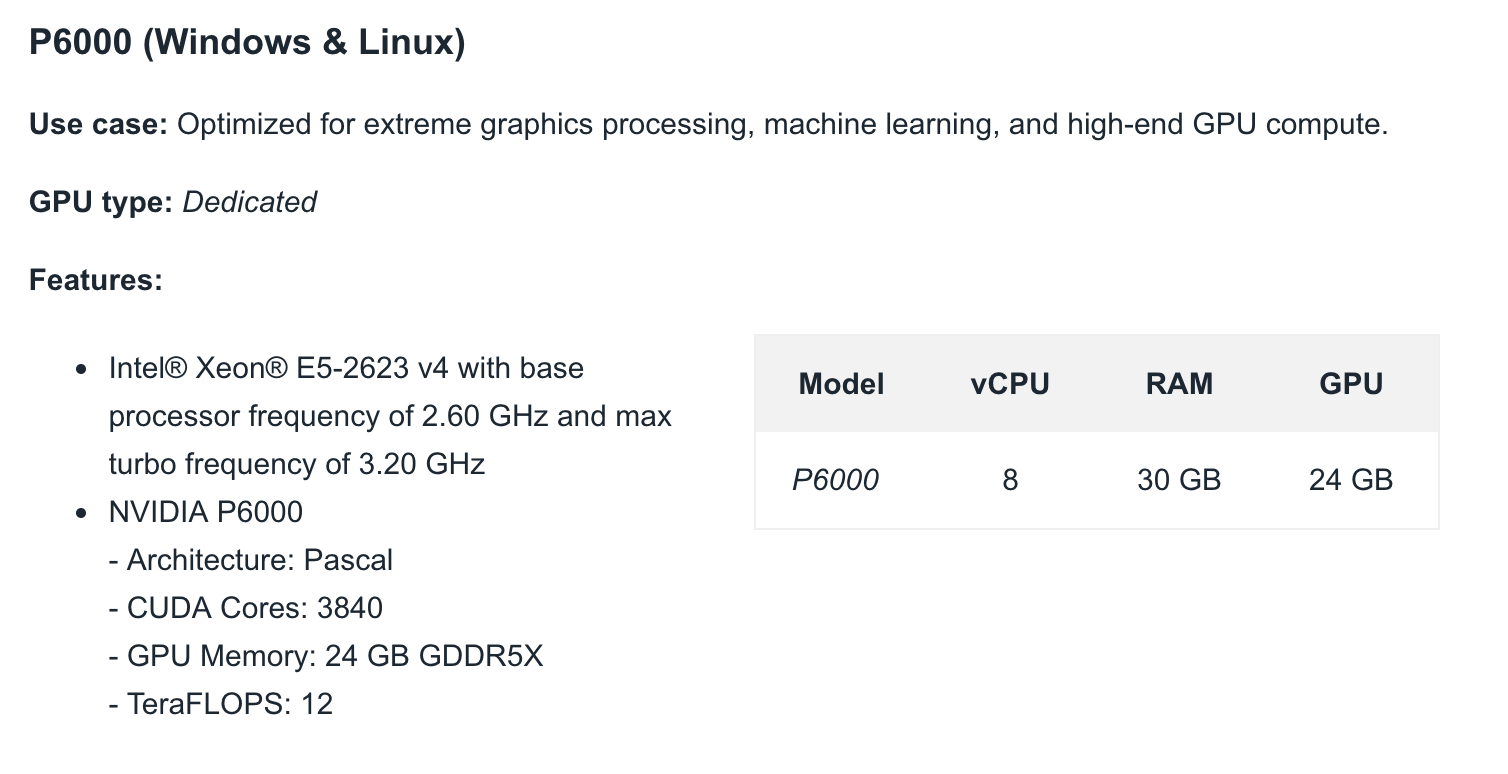 P6000 (Windows & Linux)
Use case: Optimized for extreme graphics processing, machine learning, and high-end GPU compute.
GPU type: Dedicated
Features:
• Intel® Xeon® E5-2623 v4 with base
processor frequency of 2.60 GHz and max
turbo frequency of 3.20 GHz
• NVIDIA P6000
- Architecture: Pascal
- CUDA Cores: 3840
- GPU Memory: 24 GB GDDR5X
- TeraFLOPS: 12
Model vCPU RAM GPU
P6000 8 30 GB 24 GB